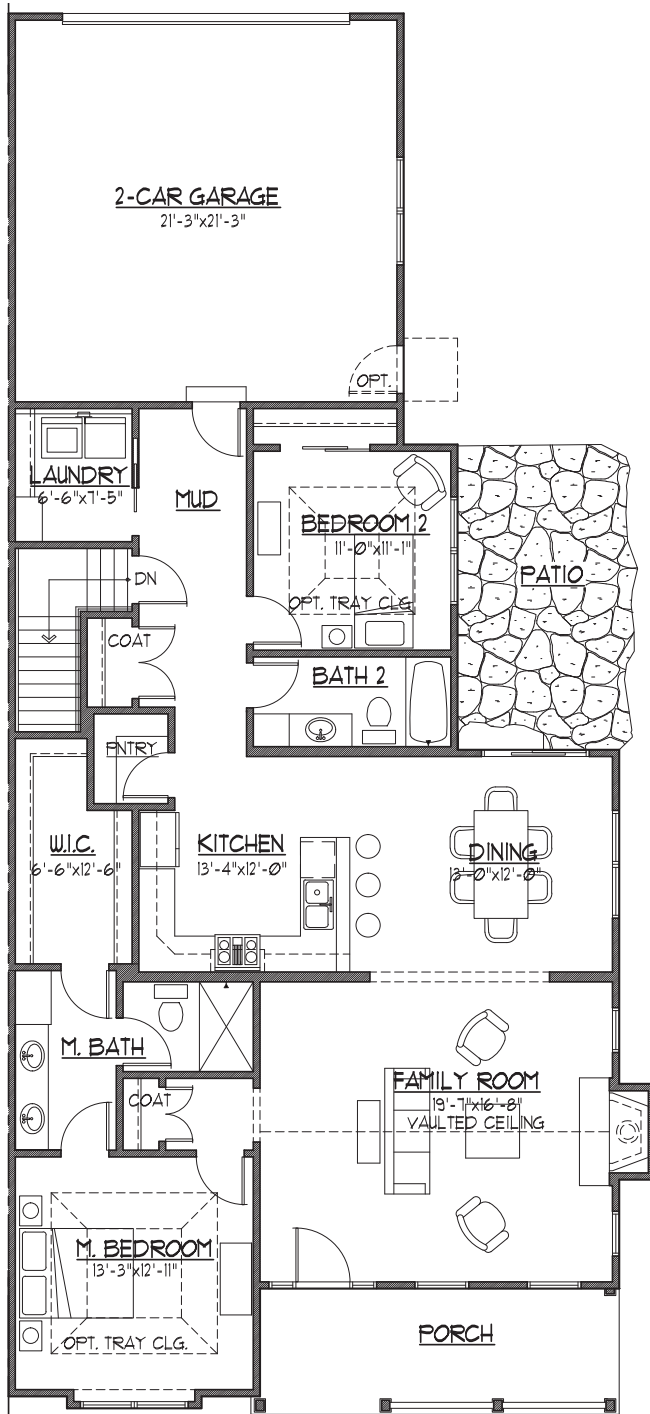 2-CAR GARAGE
21'-3"x21'-3"
OPT.
LAUNDRY
6'-6"x7'-5"
MUD
BEDROOM 2
11'-0"x11'-1"
OPT. TRAY CLG.
PATIO
DN
COAT
BATH 2
PNTRY
W.I.C.
6'-6"x12'-6"
KITCHEN
13'-4"x12'-0"
DINING
13'-0"x12'-0"
M. BATH
COAT
FAMILY ROOM
19'-7"x16'-8"
VAULTED CEILING
M. BEDROOM
13'-3"x12'-11"
OPT. TRAY CLG.
PORCH